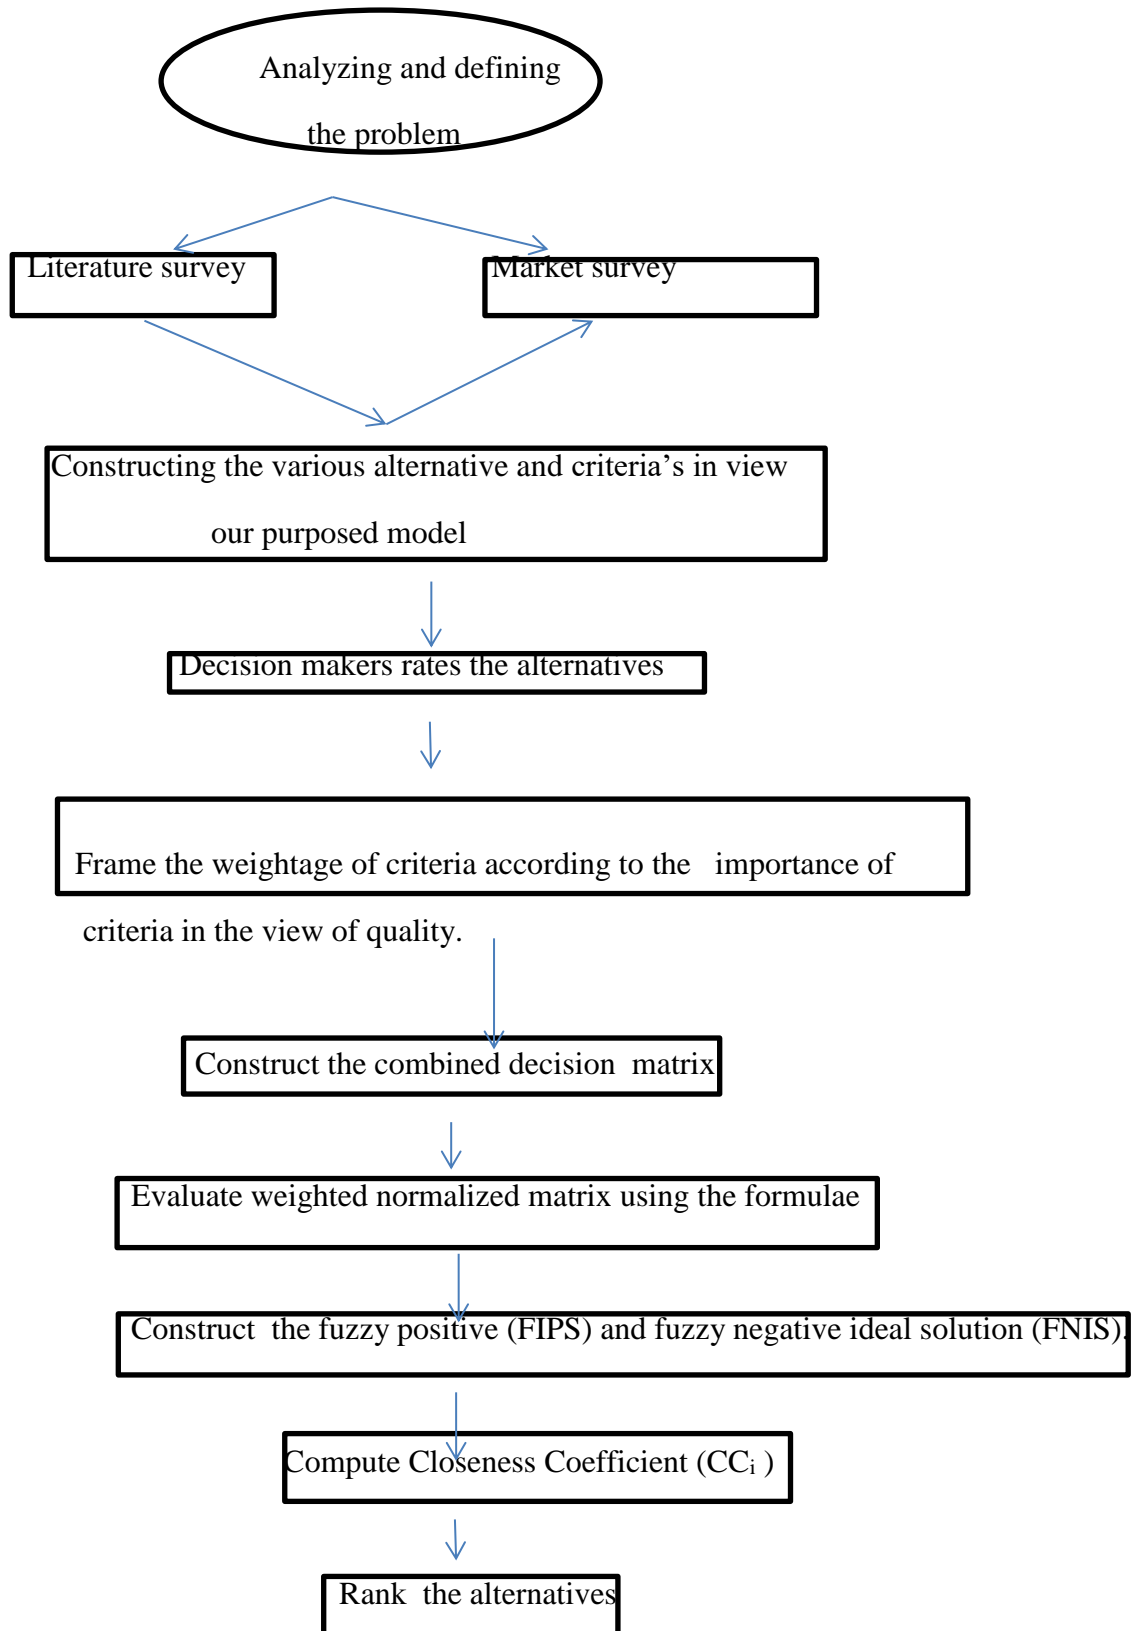 Analyzing and defining
the problem
Literature survey
Market survey
Constructing the various alternative and criteria’s in view
our purposed model
Decision makers rates the alternatives
Frame the weightage of criteria according to the importance of
criteria in the view of quality.
Construct the combined decision matrix
Evaluate weighted normalized matrix using the formulae
Construct the fuzzy positive (FIPS) and fuzzy negative ideal solution (FNIS).
Compute Closeness Coefficient (CCi )
Rank the alternatives